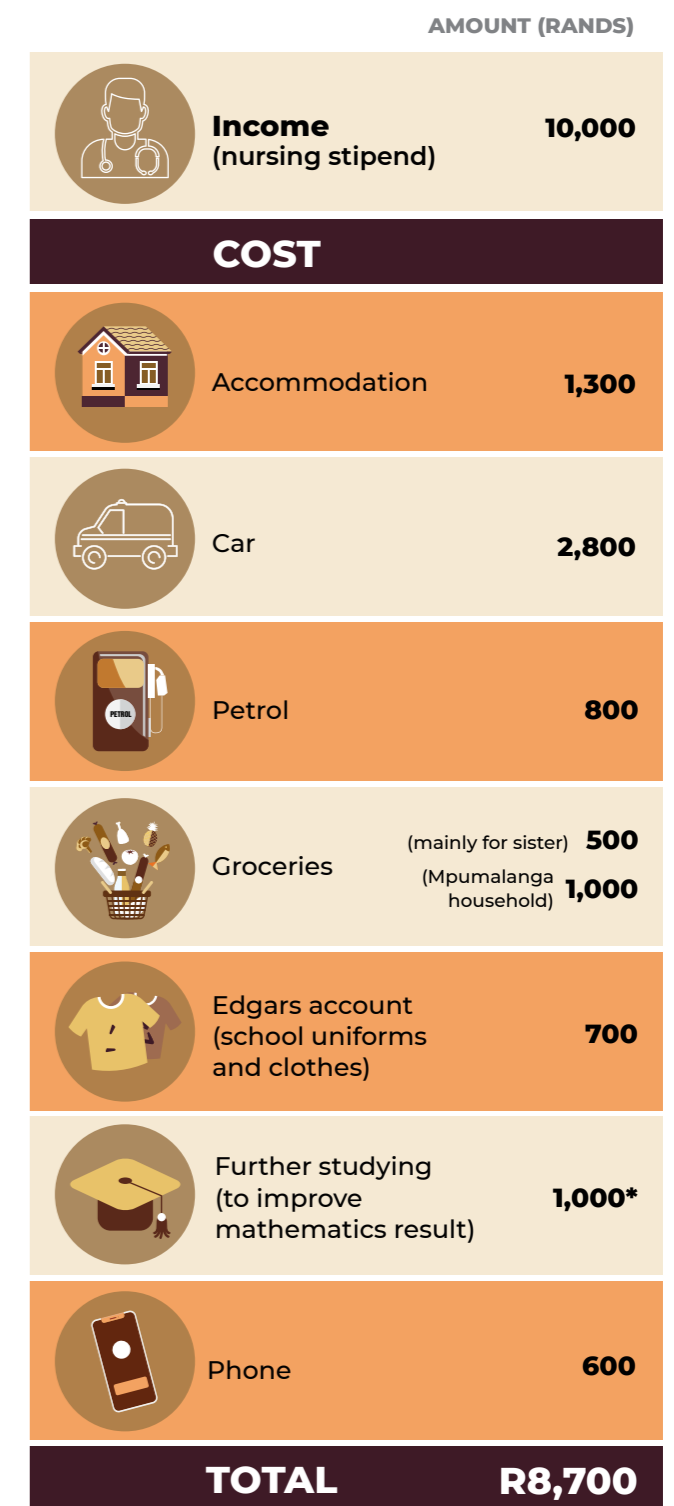 AMOUNT (RANDS)
Income 10,000
(nursing stipend)
COST
Accommodation 1,300
Car 2,800
PETROL
Petrol 800
Groceries (mainly for sister) 500
(Mpumalanga
household) 1,000
Edgars account
(school uniforms 700
and clothes)
Further studying
(to improve 1,000*
mathematics result)
Phone 600
TOTAL R8,700